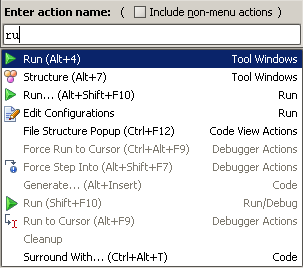 Enter action name: ( Include non-menu actions )
ru
Run (Alt+4) Tool Windows
Structure (Alt+7) Tool Windows
Run... (Alt+Shift+F10) Run
Edit Configurations Run
File Structure Popup (Ctrl+F12) Code View Actions
Force Run to Cursor (Ctrl+Alt+F9) Debugger Actions
Force Step Into (Alt+Shift+F7) Debugger Actions
Generate... (Alt+Insert) Code
Run (Shift+F10) Run/Debug
Run to Cursor (Alt+F9) Debugger Actions
Cleanup
Surround With... (Ctrl+Alt+T) Code